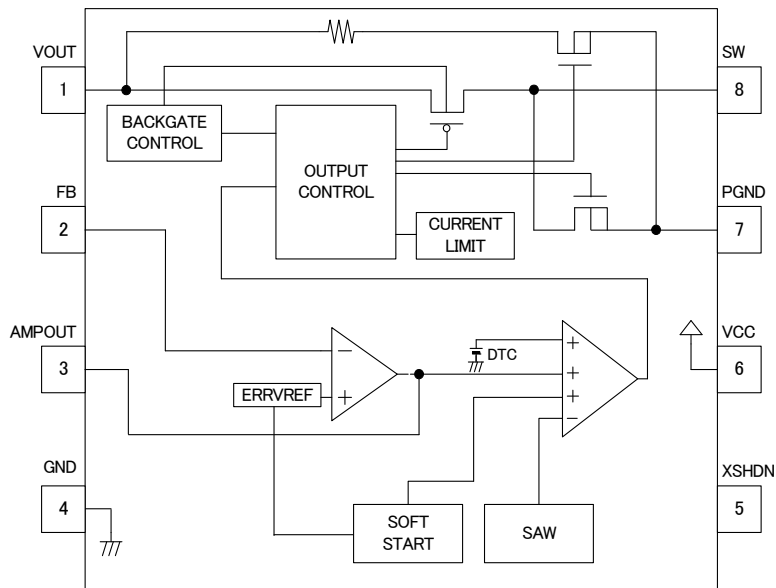 VOUT
1
SW
8
BACKGATE
CONTROL
OUTPUT
CONTROL
FB
2
PGND
7
CURRENT
LIMIT
AMPOUT
3
VCC
6
DTC
−
+
ERRVREF
+
+
+
−
GND
4
XSHDN
5
SOFT
START
SAW